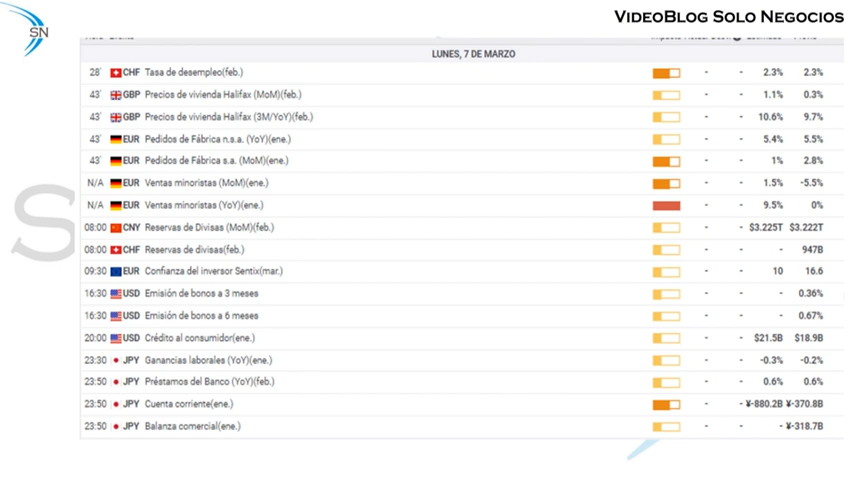 SN
VideoBlog Solo Negocios
LUNES, 7 DE MARZO
28' CHF Tasa de desempleo(feb.) - - 2.3% 2.3%
43' GBP Precios de vivienda Halifax (MoM)(feb.) - - 1.1% 0.3%
43' GBP Precios de vivienda Halifax (3M/YoY)(feb.) - - 10.6% 9.7%
43' EUR Pedidos de Fábrica n.s.a. (YoY)(ene.) - - 5.4% 5.5%
43' EUR Pedidos de Fábrica s.a. (MoM)(ene.) - - 1% 2.8%
N/A EUR Ventas minoristas (MoM)(ene.) - - 1.5% -5.5%
N/A EUR Ventas minoristas (YoY)(ene.) - - 9.5% 0%
08:00 CNY Reservas de Divisas (MoM)(feb.) - - $3.225T $3.222T
08:00 CHF Reservas de divisas(feb.) - - - 947B
09:30 EUR Confianza del inversor Sentix(mar.) - - 10 16.6
16:30 USD Emisión de bonos a 3 meses - - - 0.36%
16:30 USD Emisión de bonos a 6 meses - - - 0.67%
20:00 USD Crédito al consumidor(ene.) - - $21.5B $18.9B
23:30 JPY Ganancias laborales (YoY)(ene.) - - -0.3% -0.2%
23:50 JPY Préstamos del Banco (YoY)(feb.) - - 0.6% 0.6%
23:50 JPY Cuenta corriente(ene.) - - ¥-880.2B ¥-370.8B
23:50 JPY Balanza comercial(ene.) - - - ¥-318.7B